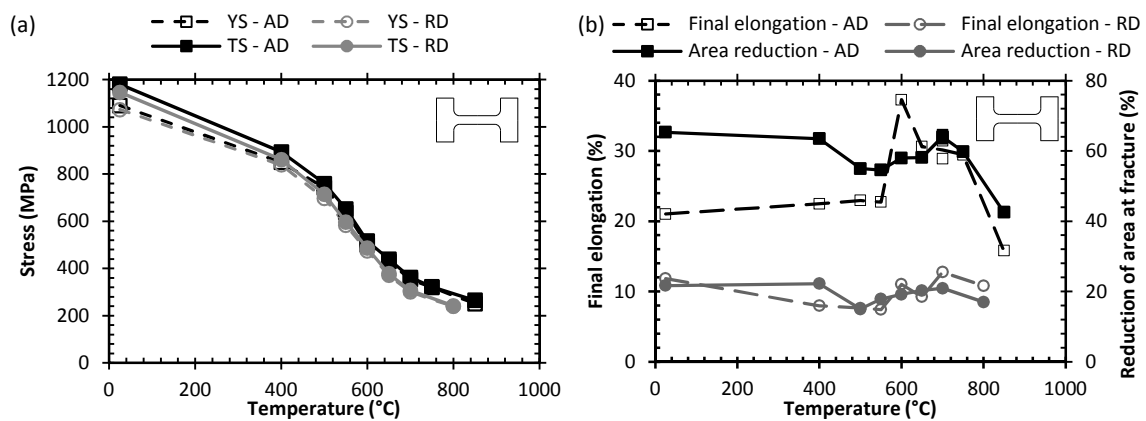 (a)
YS - AD
YS - RD
TS - AD
TS - RD
1200
1000
800
600
400
200
0
Stress (MPa)
0
200
400
600
800
1000
Temperature (°C)
(b)
Final elongation - AD
Final elongation - RD
Area reduction - AD
Area reduction - RD
40
30
20
10
0
Final elongation (%)
80
60
40
20
0
Reduction of area at fracture (%)
0
200
400
600
800
1000
Temperature (°C)